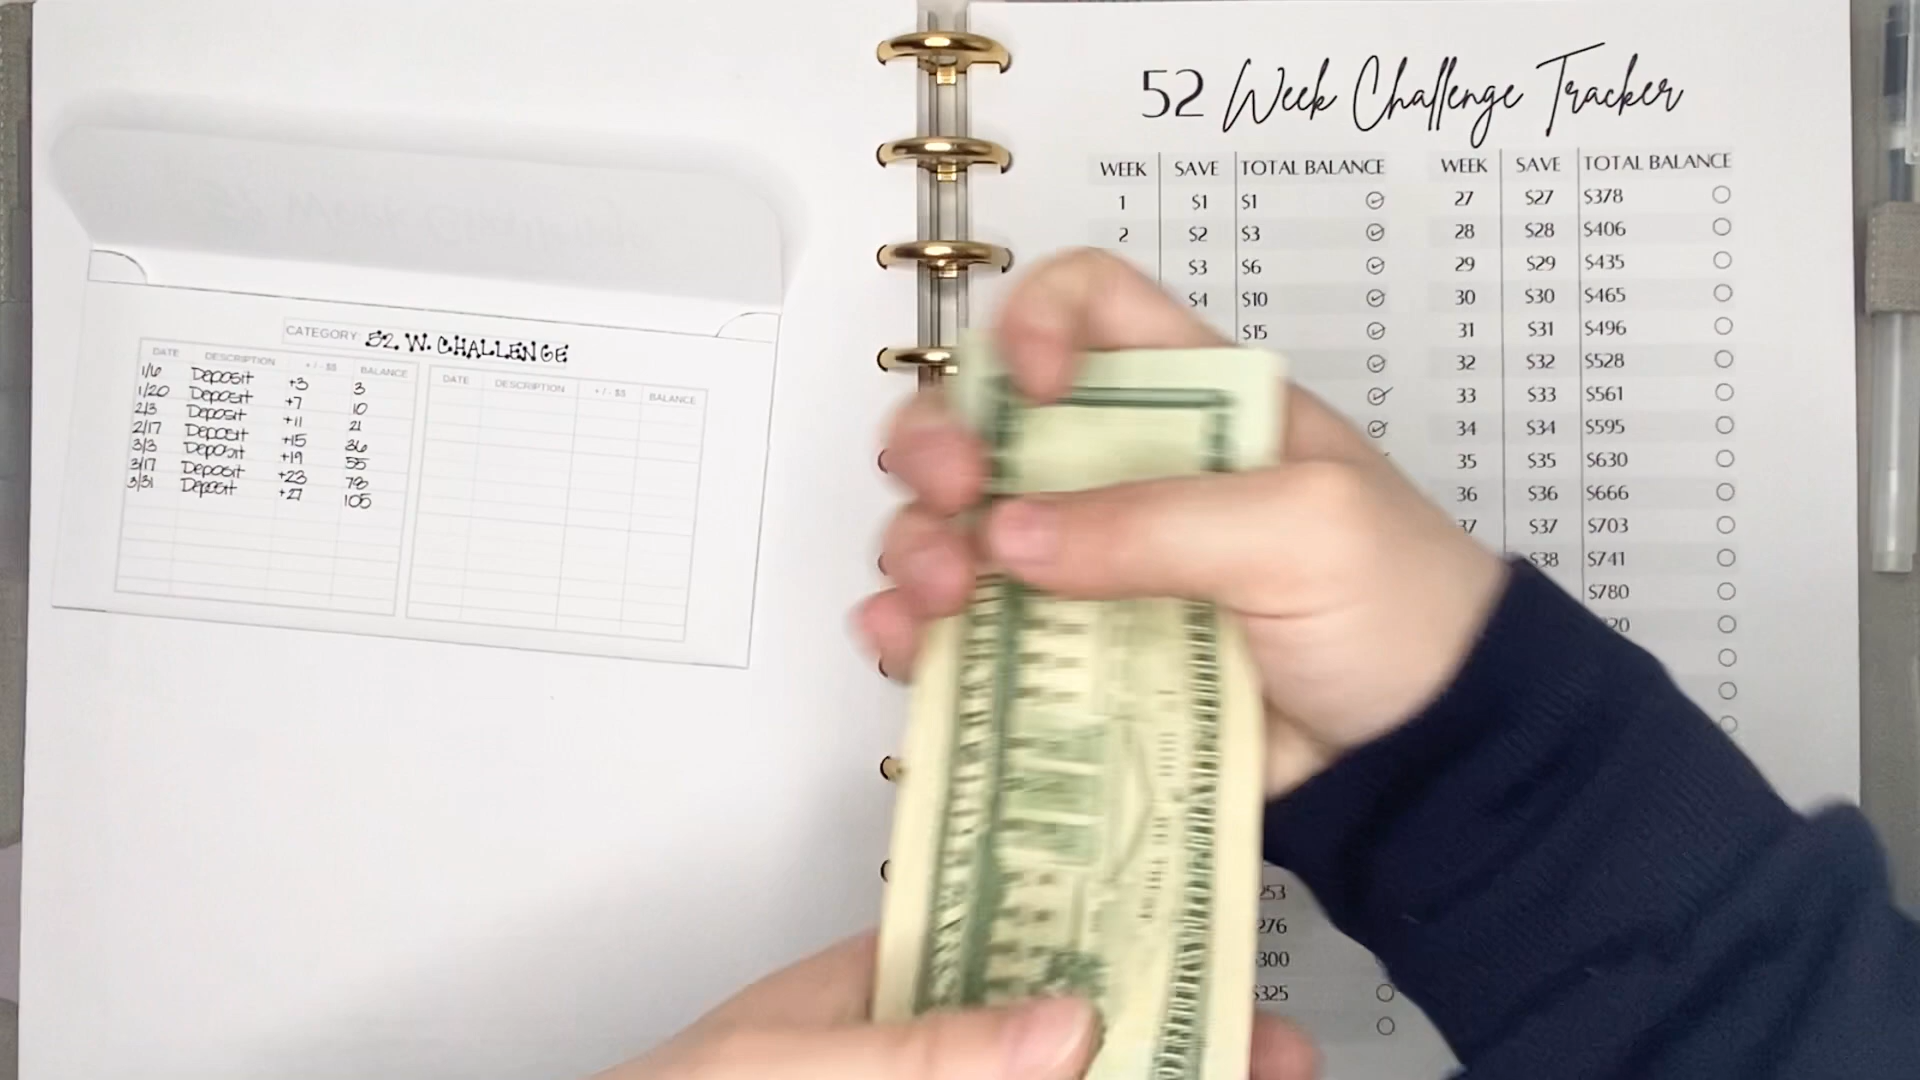 CATEGORY: 52 W. CHALLENGE
DATE DESCRIPTION +/-$$ BALANCE
1/6 Deposit +3 3
1/20 Deposit +7 10
2/3 Deposit +11 21
2/17 Deposit +15 36
3/3 Deposit +19 55
3/17 Deposit +23 78
3/31 Deposit +27 105
DATE DESCRIPTION +/-$$ BALANCE
52 Week Challenge Tracker
WEEK SAVE TOTAL BALANCE
1 $1 $1
2 $2 $3
$3 $6
$4 $10
$15
253
276
300
$325
WEEK SAVE TOTAL BALANCE
27 $27 $378
28 $28 $406
29 $29 $435
30 $30 $465
31 $31 $496
32 $32 $528
33 $33 $561
34 $34 $595
35 $35 $630
36 $36 $666
37 $37 $703
$38 $741
$780
20